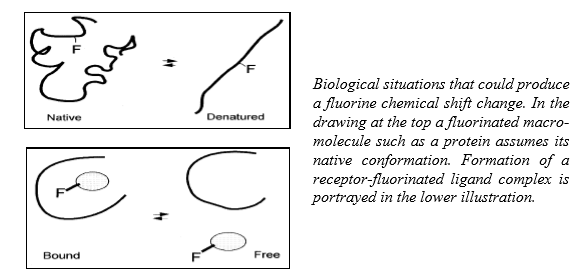 F
F
Native
Denatured
F
Bound
F
Free
Biological situations that could produce
a fluorine chemical shift change. In the
drawing at the top a fluorinated macro-
molecule such as a protein assumes its
native conformation. Formation of a
receptor-fluorinated ligand complex is
portrayed in the lower illustration.